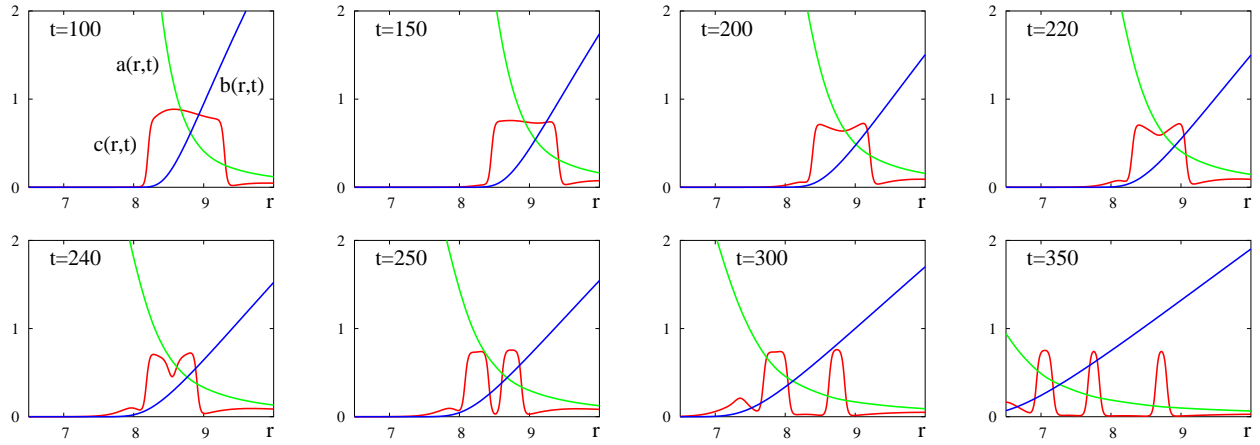 2 t=100 a(r,t) b(r,t) 1 c(r,t) 0 7 8 9 r
2 t=150 1 0 7 8 9 r
2 t=200 1 0 7 8 9 r
2 t=220 1 0 7 8 9 r
2 t=240 1 0 7 8 9 r
2 t=250 1 0 7 8 9 r
2 t=300 1 0 7 8 9 r
2 t=350 1 0 7 8 9 r